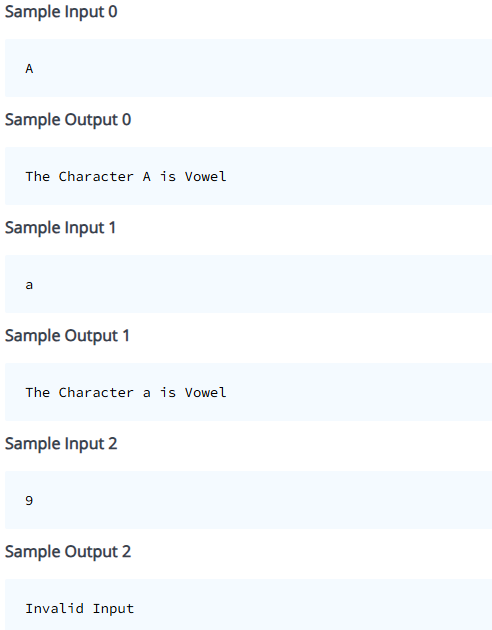 Sample Input 0
A
Sample Output 0
The Character A is Vowel
Sample Input 1
a
Sample Output 1
The Character a is Vowel
Sample Input 2
9
Sample Output 2
Invalid Input